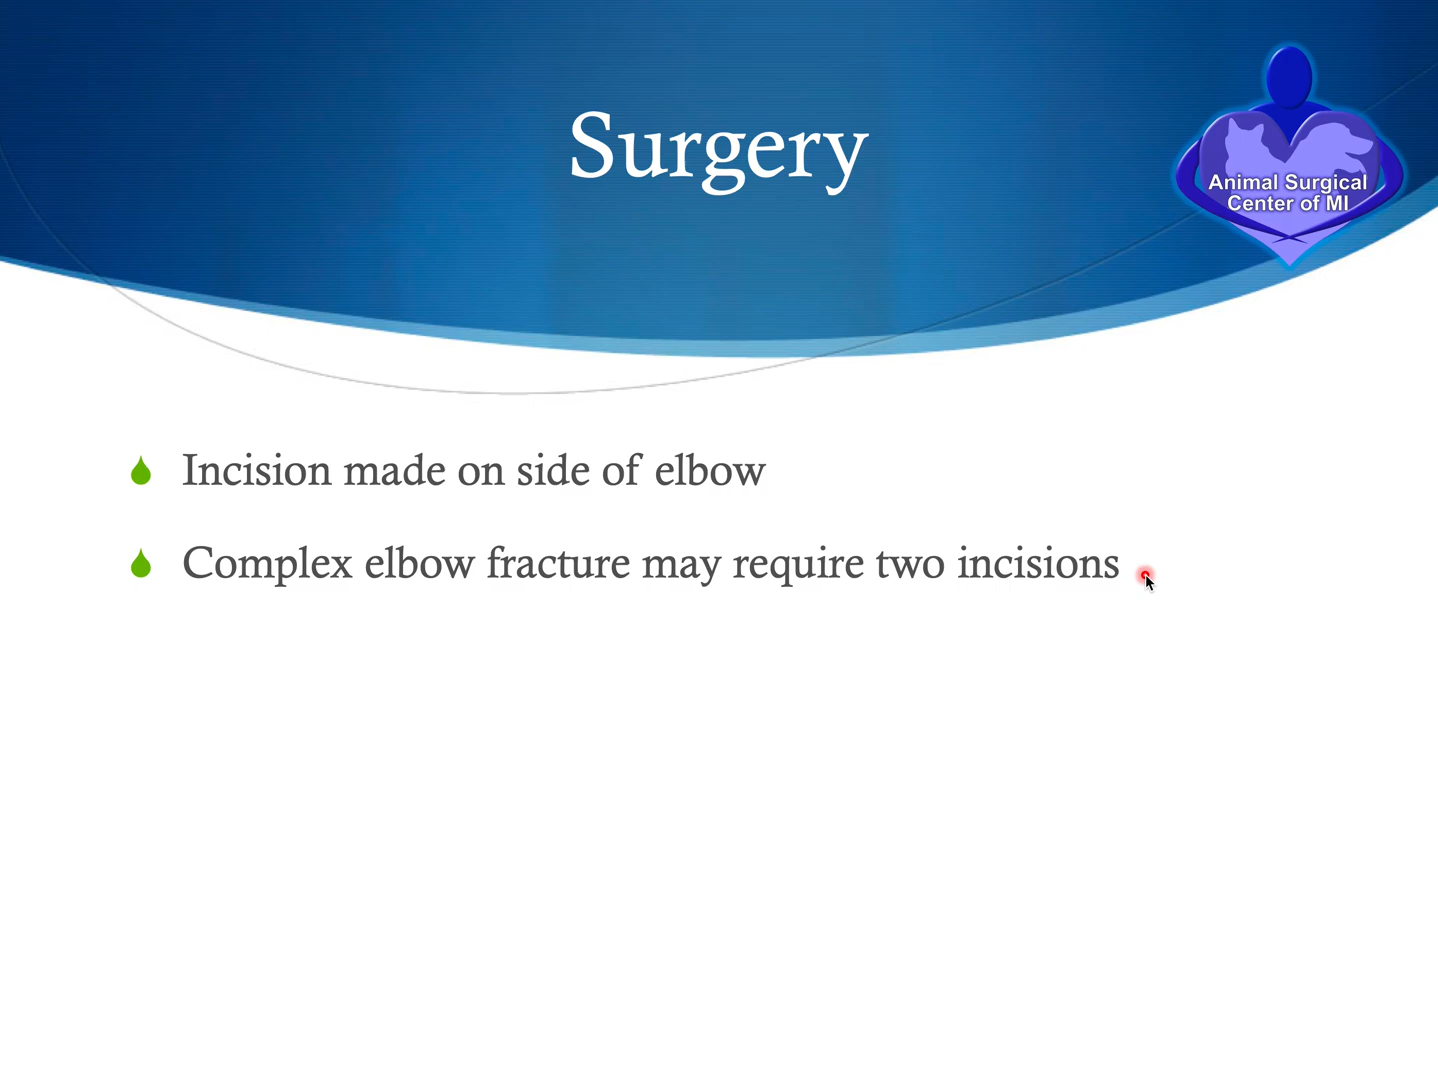 Surgery
Animal Surgical
Center of MI
Incision made on side of elbow
Complex elbow fracture may require two incisions